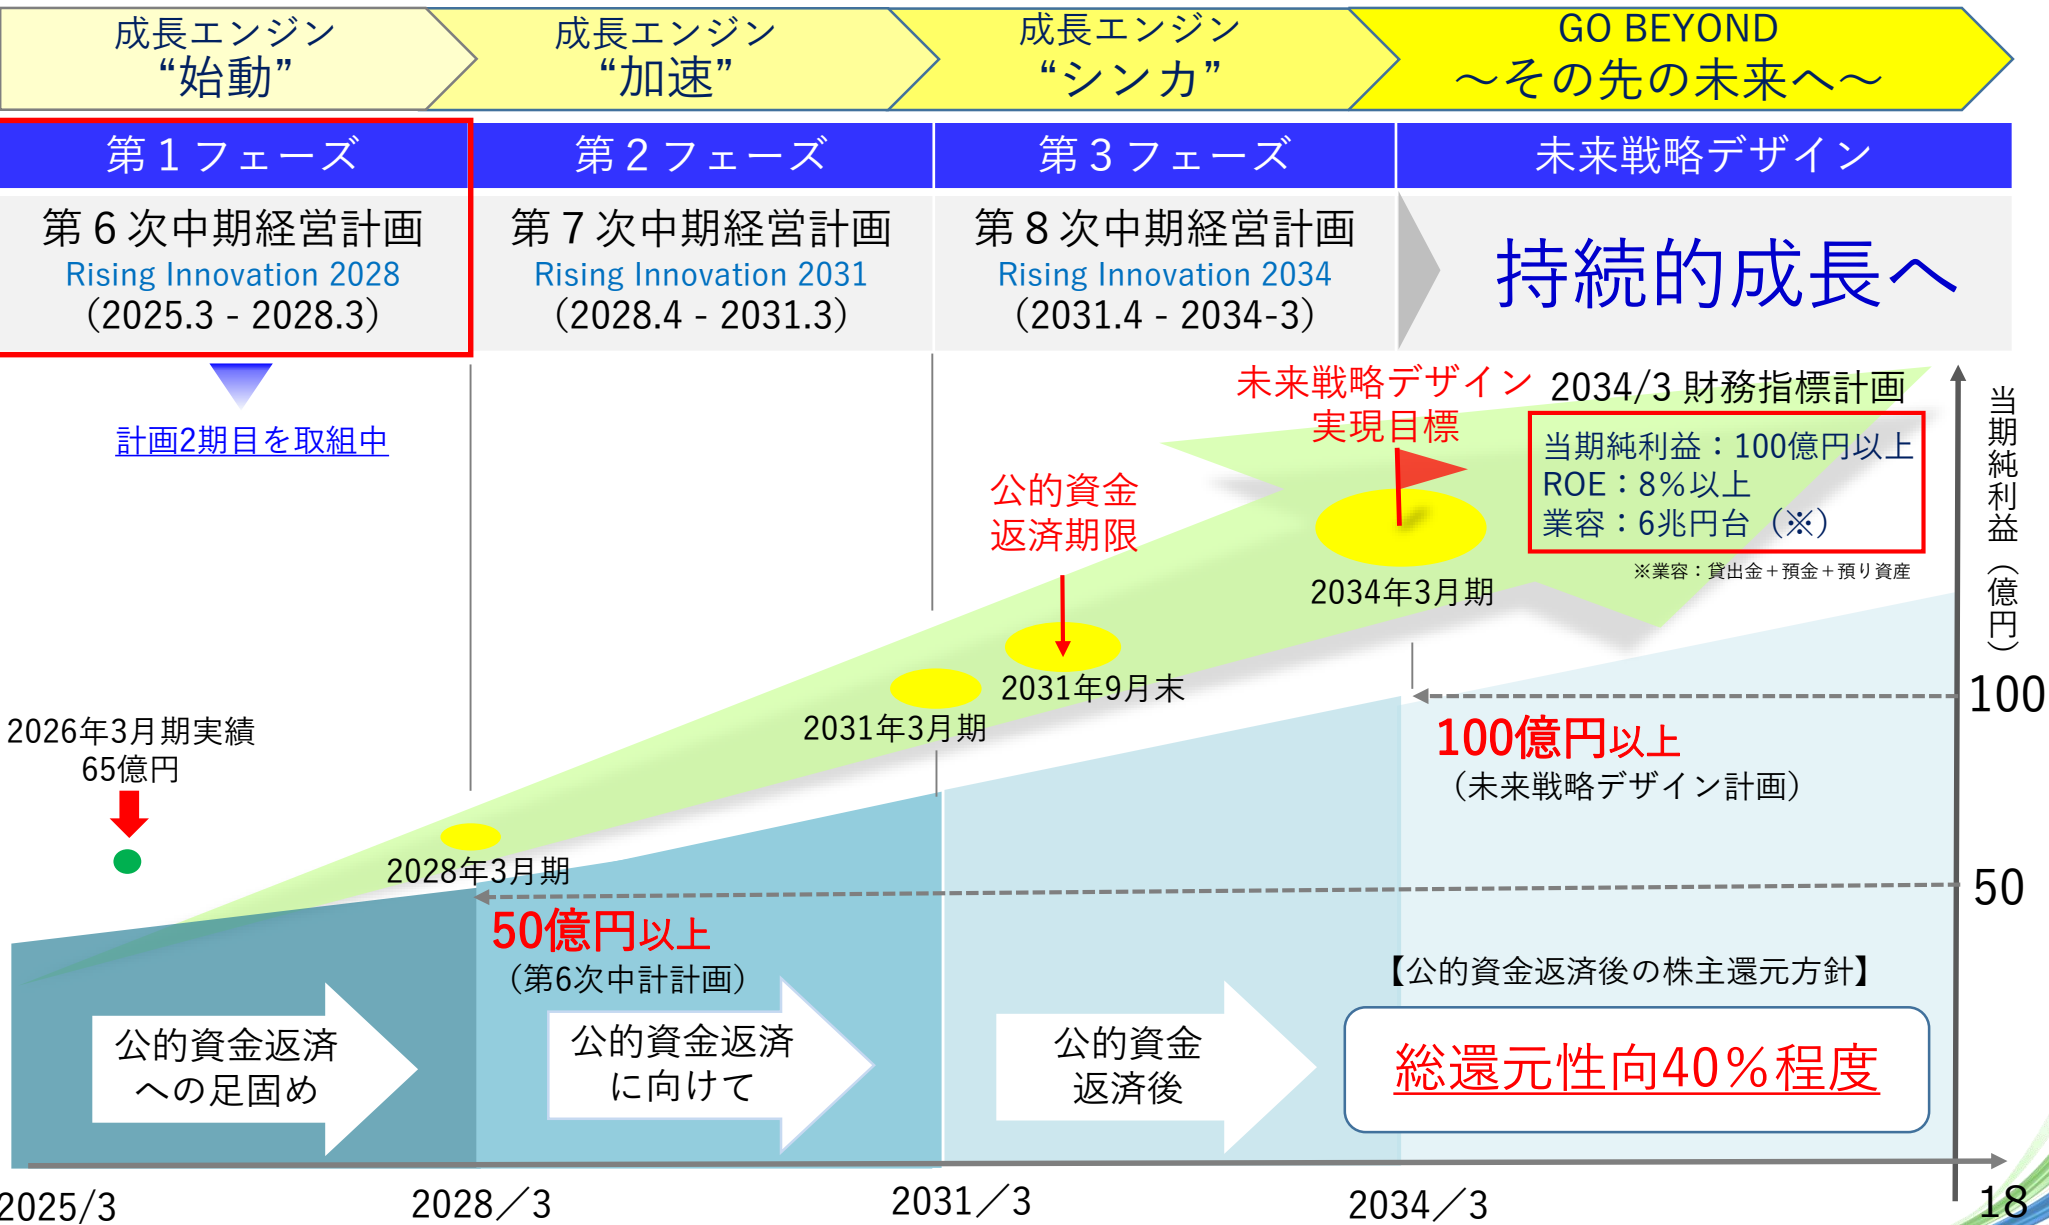 成長エンジン
“始動”
成長エンジン
“加速”
成長エンジン
“シンカ”
GO BEYOND
～その先の未来へ～
第１フェーズ
第２フェーズ
第３フェーズ
未来戦略デザイン
第６次中期経営計画
Rising Innovation 2028
（2025.3 - 2028.3）
第７次中期経営計画
Rising Innovation 2031
（2028.4 - 2031.3）
第８次中期経営計画
Rising Innovation 2034
（2031.4 - 2034-3）
持続的成長へ
計画2期目を取組中
未来戦略デザイン
実現目標
2034/3 財務指標計画
当期純利益：100億円以上
ROE：8％以上
業容：6兆円台（※）
※業容：貸出金＋預金＋預り資産
当期純利益（億円）
公的資金
返済期限
2034年3月期
2031年9月末
2031年3月期
2026年3月期実績
65億円
2028年3月期
100
100億円以上
（未来戦略デザイン計画）
50
50億円以上
（第6次中計計画）
【公的資金返済後の株主還元方針】
総還元性向40％程度
公的資金返済
への足固め
公的資金返済
に向けて
公的資金
返済後
2025/3
2028／3
2031／3
2034／3
18